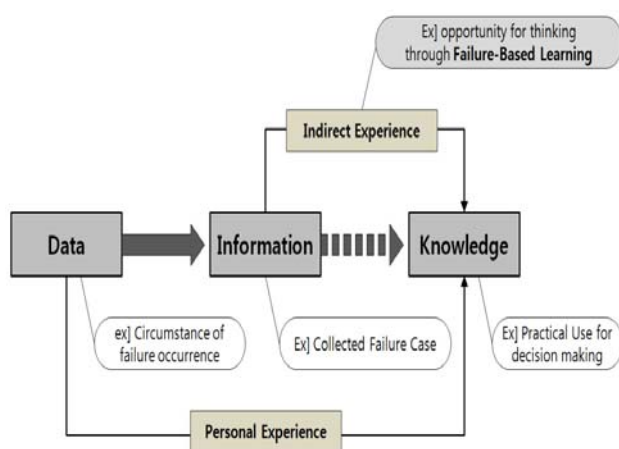 Ex] opportunity for thinking
through Failure-Based Learning
Indirect Experience
Data
Information
Knowledge
ex] Circumstance of
failure occurrence
Ex] Collected Failure Case
Ex] Practical Use for
decision making
Personal Experience